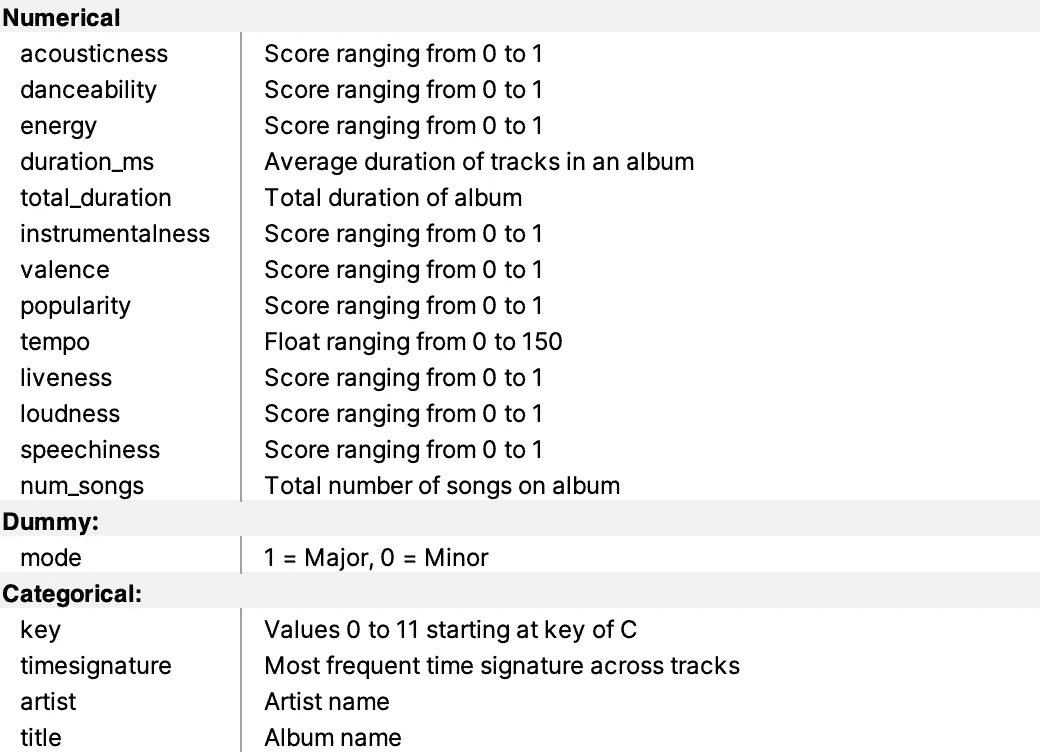 Numerical
acousticness Score ranging from 0 to 1
danceability Score ranging from 0 to 1
energy Score ranging from 0 to 1
duration_ms Average duration of tracks in an album
total_duration Total duration of album
instrumentalness Score ranging from 0 to 1
valence Score ranging from 0 to 1
popularity Score ranging from 0 to 1
tempo Float ranging from 0 to 150
liveness Score ranging from 0 to 1
loudness Score ranging from 0 to 1
speechiness Score ranging from 0 to 1
num_songs Total number of songs on album
Dummy:
mode 1 = Major, 0 = Minor
Categorical:
key Values 0 to 11 starting at key of C
timesignature Most frequent time signature across tracks
artist Artist name
title Album name